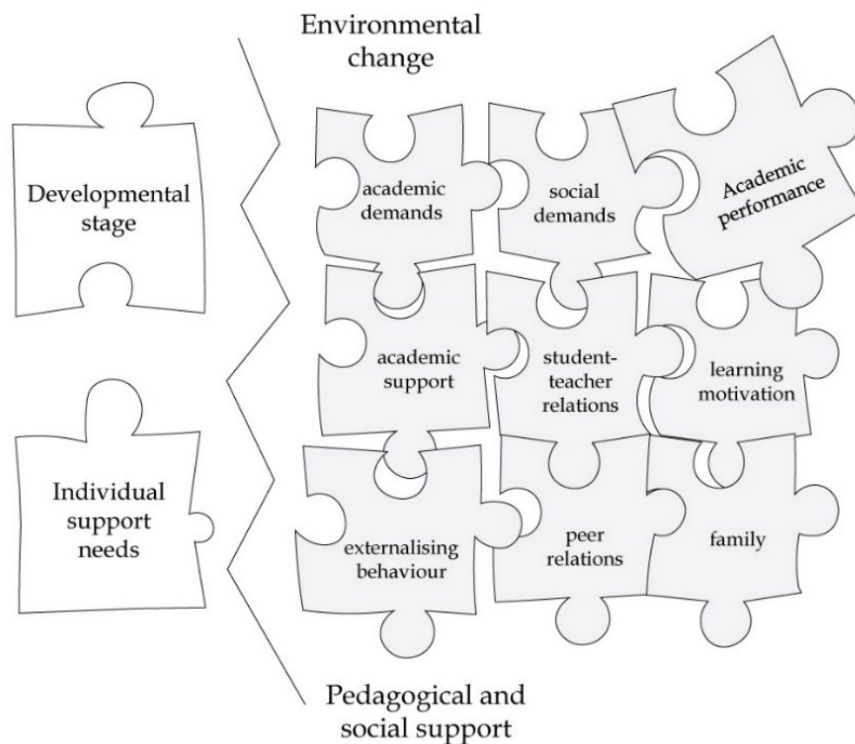 Environmental
change
Developmental
stage
academic
demands
social
demands
Academic
performance
academic
support
student-
teacher
relations
learning
motivation
Individual
support
needs
externalising
behaviour
peer
relations
family
Pedagogical and
social support